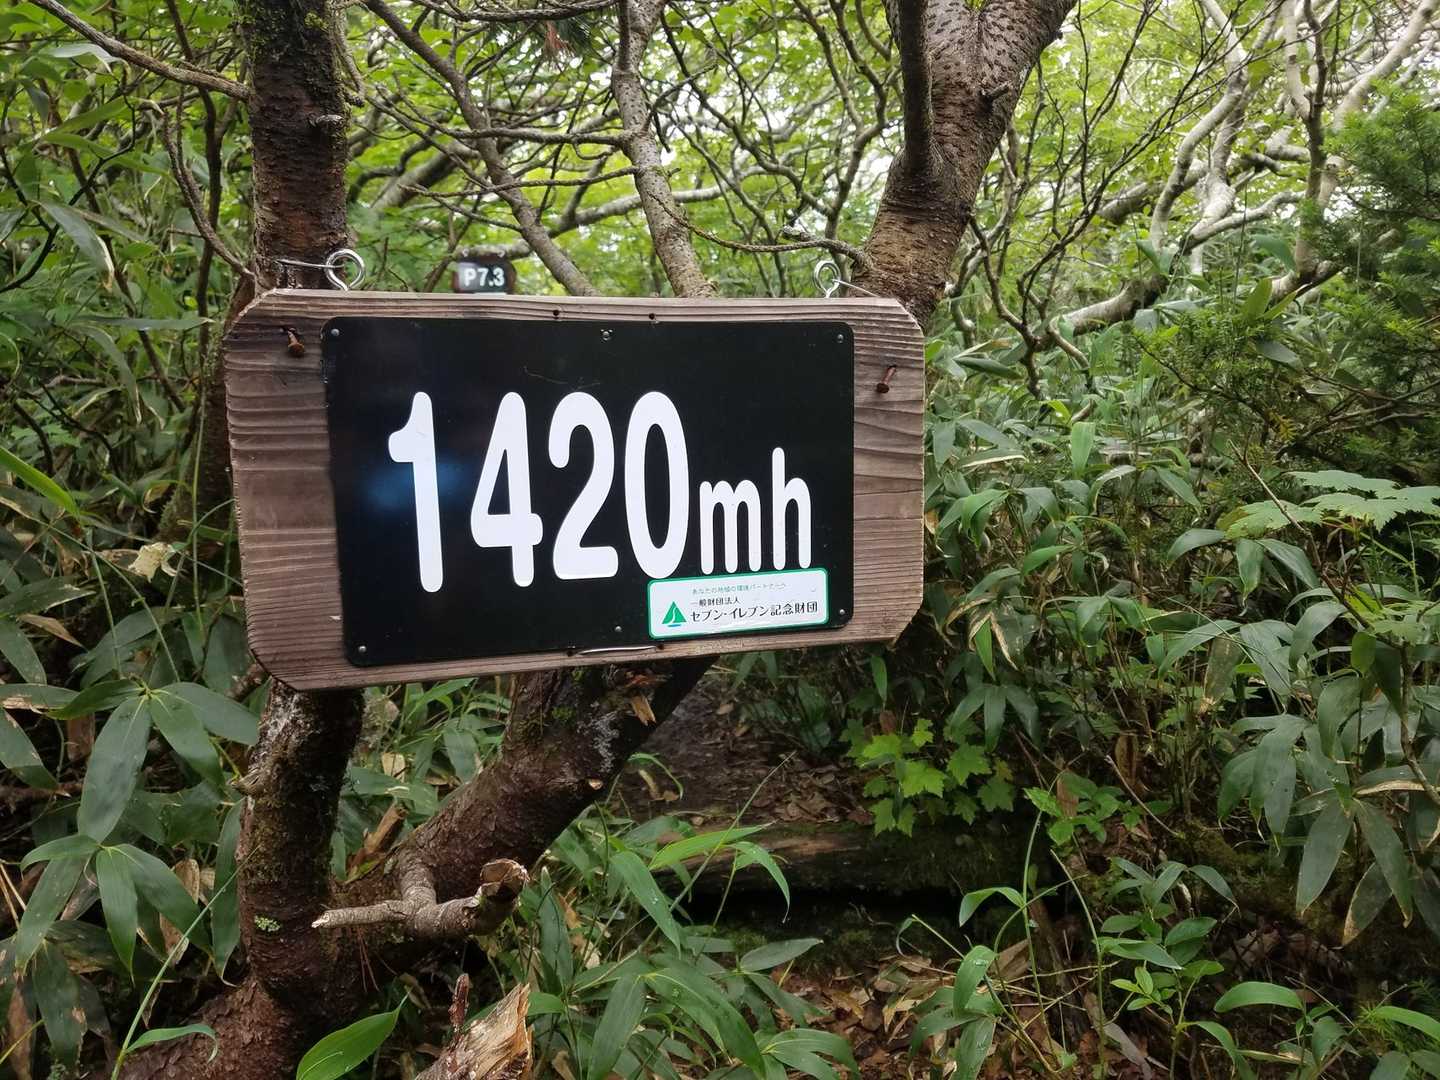 P7.3
1420mh
あなたの地域の環境パートナーへ
一般財団法人
セブン-イレブン記念財団